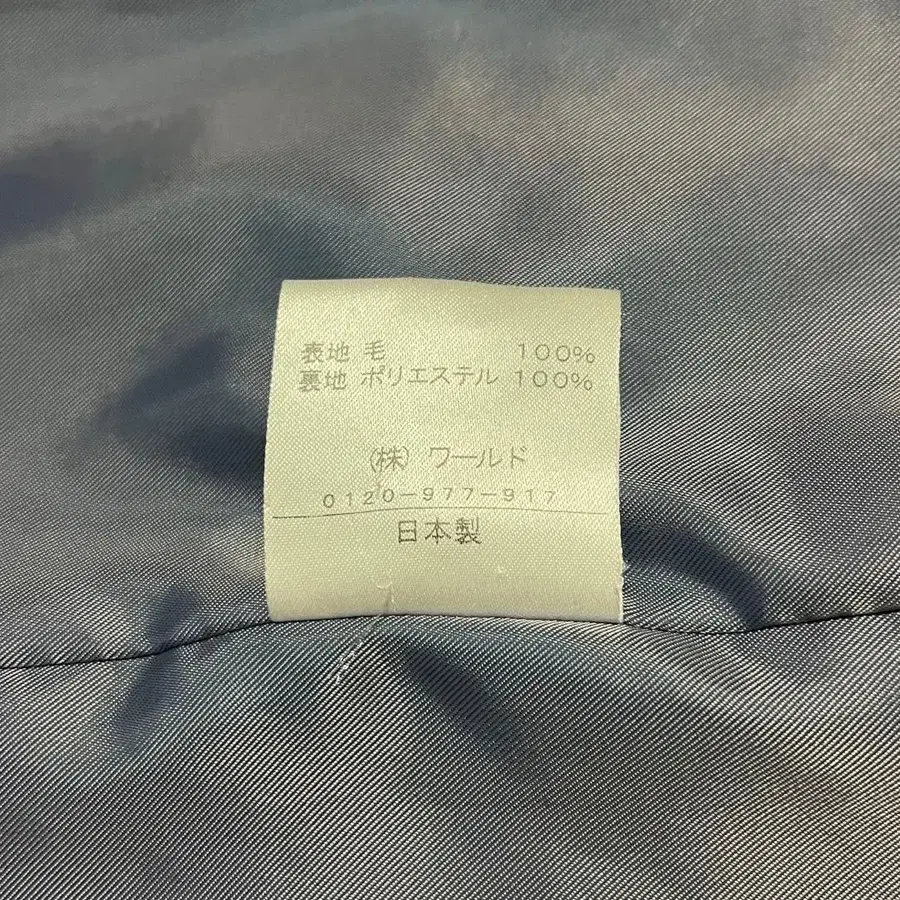 表地 毛 100%
裏地 ポリエステル 100%
(株) ワールド
0120-977-917
日本製